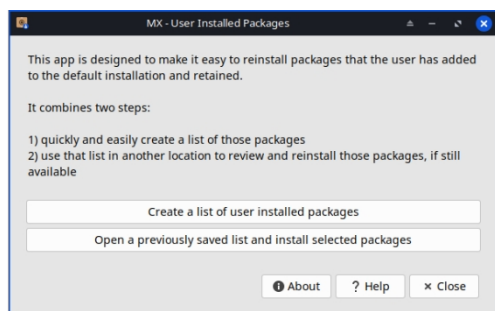 MX - User Installed Packages
This app is designed to make it easy to reinstall packages that the user has added
to the default installation and retained.
It combines two steps:
1) quickly and easily create a list of those packages
2) use that list in another location to review and reinstall those packages, if still
available
Create a list of user installed packages
Open a previously saved list and install selected packages
About ? Help × Close